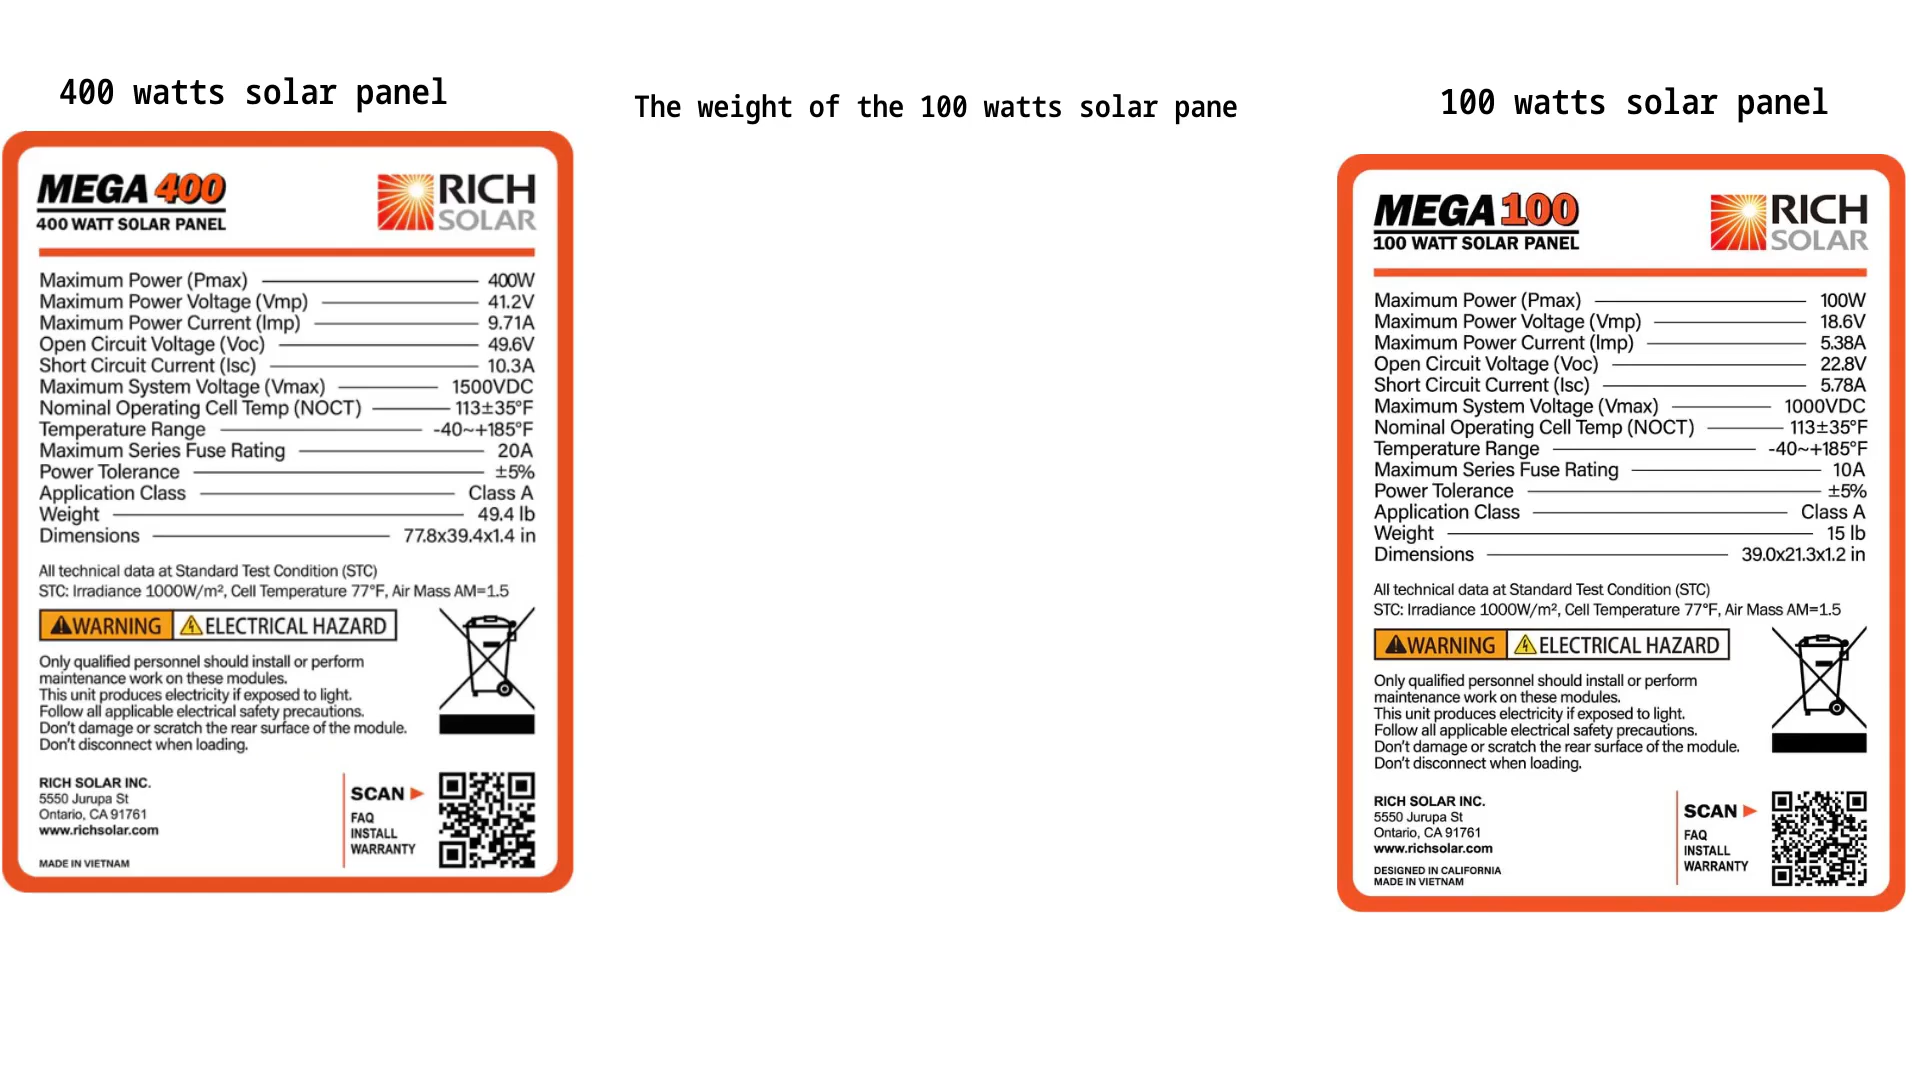 400 watts solar panel
MEGA 400
400 WATT SOLAR PANEL
RICH
SOLAR
Maximum Power (Pmax) 400W
Maximum Power Voltage (Vmp) 41.2V
Maximum Power Current (Imp) 9.71A
Open Circuit Voltage (Voc) 49.6V
Short Circuit Current (Isc) 10.3A
Maximum System Voltage (Vmax) 1500VDC
Nominal Operating Cell Temp (NOCT) 113±35°F
Temperature Range -40~+185°F
Maximum Series Fuse Rating 20A
Power Tolerance ±5%
Application Class Class A
Weight 49.4 lb
Dimensions 77.8x39.4x1.4 in
All technical data at Standard Test Condition (STC)
STC: Irradiance 1000W/m², Cell Temperature 77°F, Air Mass AM=1.5
WARNING ELECTRICAL HAZARD
Only qualified personnel should install or perform
maintenance work on these modules.
This unit produces electricity if exposed to light.
Follow all applicable electrical safety precautions.
Don't damage or scratch the rear surface of the module.
Don't disconnect when loading.
RICH SOLAR INC.
5550 Jurupa St
Ontario, CA 91761
www.richsolar.com
MADE IN VIETNAM
SCAN
FAQ
INSTALL
WARRANTY
The weight of the 100 watts solar pane
100 watts solar panel
MEGA 100
100 WATT SOLAR PANEL
RICH
SOLAR
Maximum Power (Pmax) 100W
Maximum Power Voltage (Vmp) 18.6V
Maximum Power Current (Imp) 5.38A
Open Circuit Voltage (Voc) 22.8V
Short Circuit Current (Isc) 5.78A
Maximum System Voltage (Vmax) 1000VDC
Nominal Operating Cell Temp (NOCT) 113±35°F
Temperature Range -40~+185°F
Maximum Series Fuse Rating 10A
Power Tolerance ±5%
Application Class Class A
Weight 15 lb
Dimensions 39.0x21.3x1.2 in
All technical data at Standard Test Condition (STC)
STC: Irradiance 1000W/m², Cell Temperature 77°F, Air Mass AM=1.5
WARNING ELECTRICAL HAZARD
Only qualified personnel should install or perform
maintenance work on these modules.
This unit produces electricity if exposed to light.
Follow all applicable electrical safety precautions.
Don't damage or scratch the rear surface of the module.
Don't disconnect when loading.
RICH SOLAR INC.
5550 Jurupa St
Ontario, CA 91761
www.richsolar.com
DESIGNED IN CALIFORNIA
MADE IN VIETNAM
SCAN
FAQ
INSTALL
WARRANTY